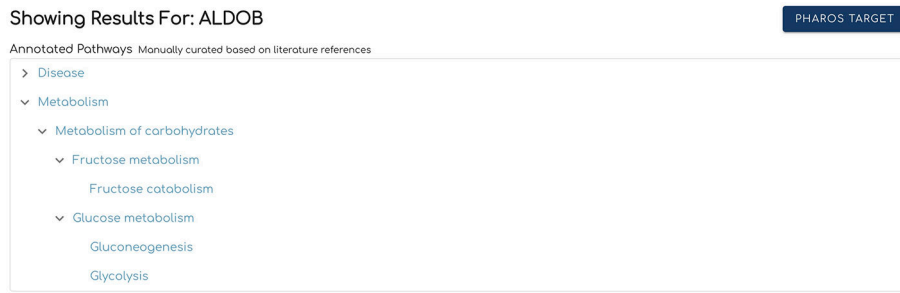 Showing Results For: ALDOB
PHAROS TARGET
Annotated Pathways Manually curated based on literature references
Disease
Metabolism
Metabolism of carbohydrates
Fructose metabolism
Fructose catabolism
Glucose metabolism
Gluconeogenesis
Glycolysis